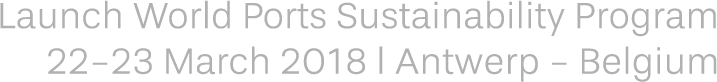 Launch World Ports Sustainability Program
22–23 March 2018 | Antwerp – Belgium